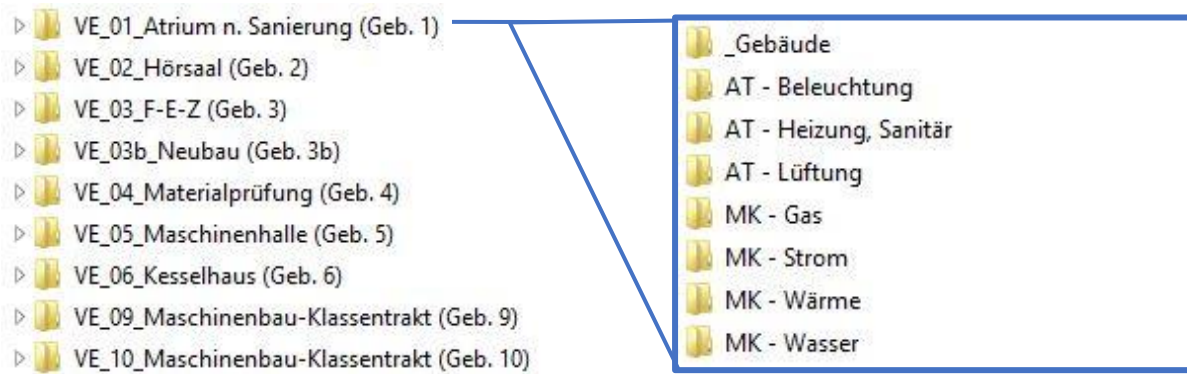 VE_01_Atrium n. Sanierung (Geb. 1)
VE_02_Hörsaal (Geb. 2)
VE_03_F-E-Z (Geb. 3)
VE_03b_Neubau (Geb. 3b)
VE_04_Materialprüfung (Geb. 4)
VE_05_Maschinenhalle (Geb. 5)
VE_06_Kesselhaus (Geb. 6)
VE_09_Maschinenbau-Klassentrakt (Geb. 9)
VE_10_Maschinenbau-Klassentrakt (Geb. 10)
_Gebäude
AT - Beleuchtung
AT - Heizung, Sanitär
AT - Lüftung
MK - Gas
MK - Strom
MK - Wärme
MK - Wasser